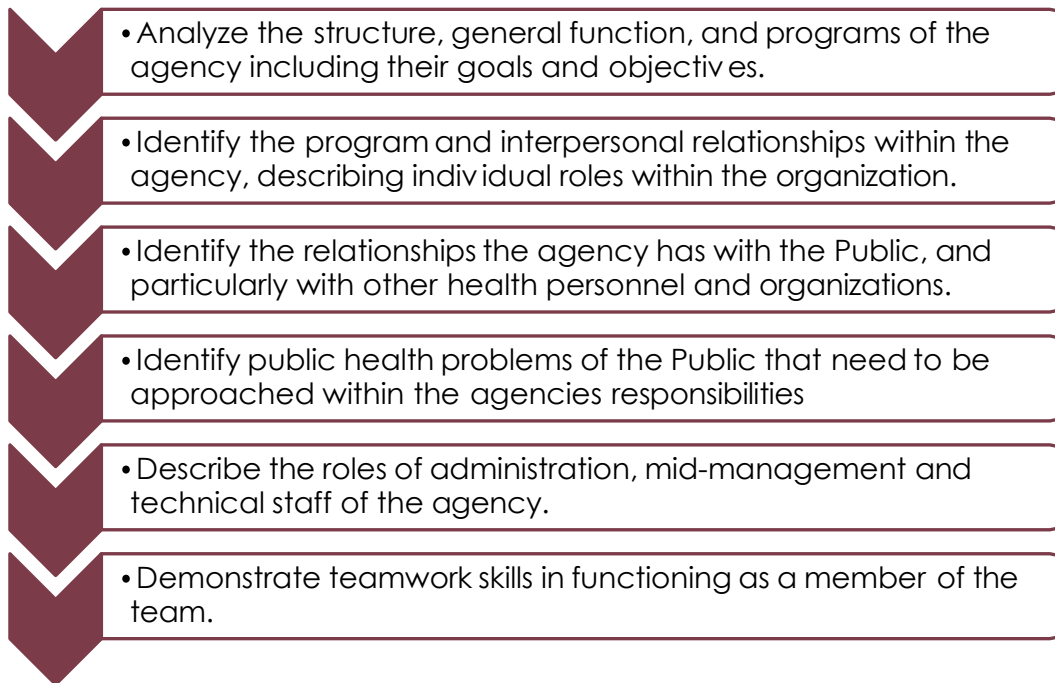 •Analyze the structure, general function, and programs of the
agency including their goals and objectives.
•Identify the program and interpersonal relationships within the
agency, describing individual roles within the organization.
•Identify the relationships the agency has with the Public, and
particularly with other health personnel and organizations.
•Identify public health problems of the Public that need to be
approached within the agencies responsibilities
•Describe the roles of administration, mid-management and
technical staff of the agency.
•Demonstrate teamwork skills in functioning as a member of the
team.